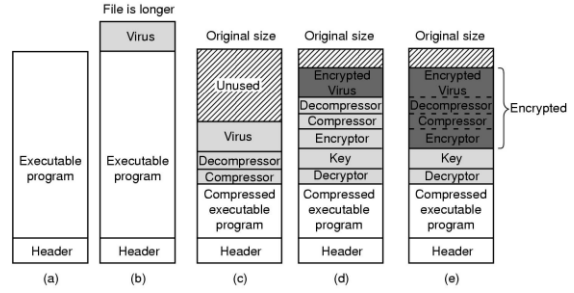 File is longer
Virus
Executable
program
Header
(a)
Executable
program
Header
(b)
Original size
Unused
Virus
Decompressor
Compressor
Compressed
executable
program
Header
(c)
Original size
Encrypted
Virus
Decompressor
Compressor
Encryptor
Key
Decryptor
Compressed
executable
program
Header
(d)
Original size
Encrypted
Virus
Decompressor
Compressor
Encryptor
Key
Decryptor
Compressed
executable
program
Header
(e)
Encrypted